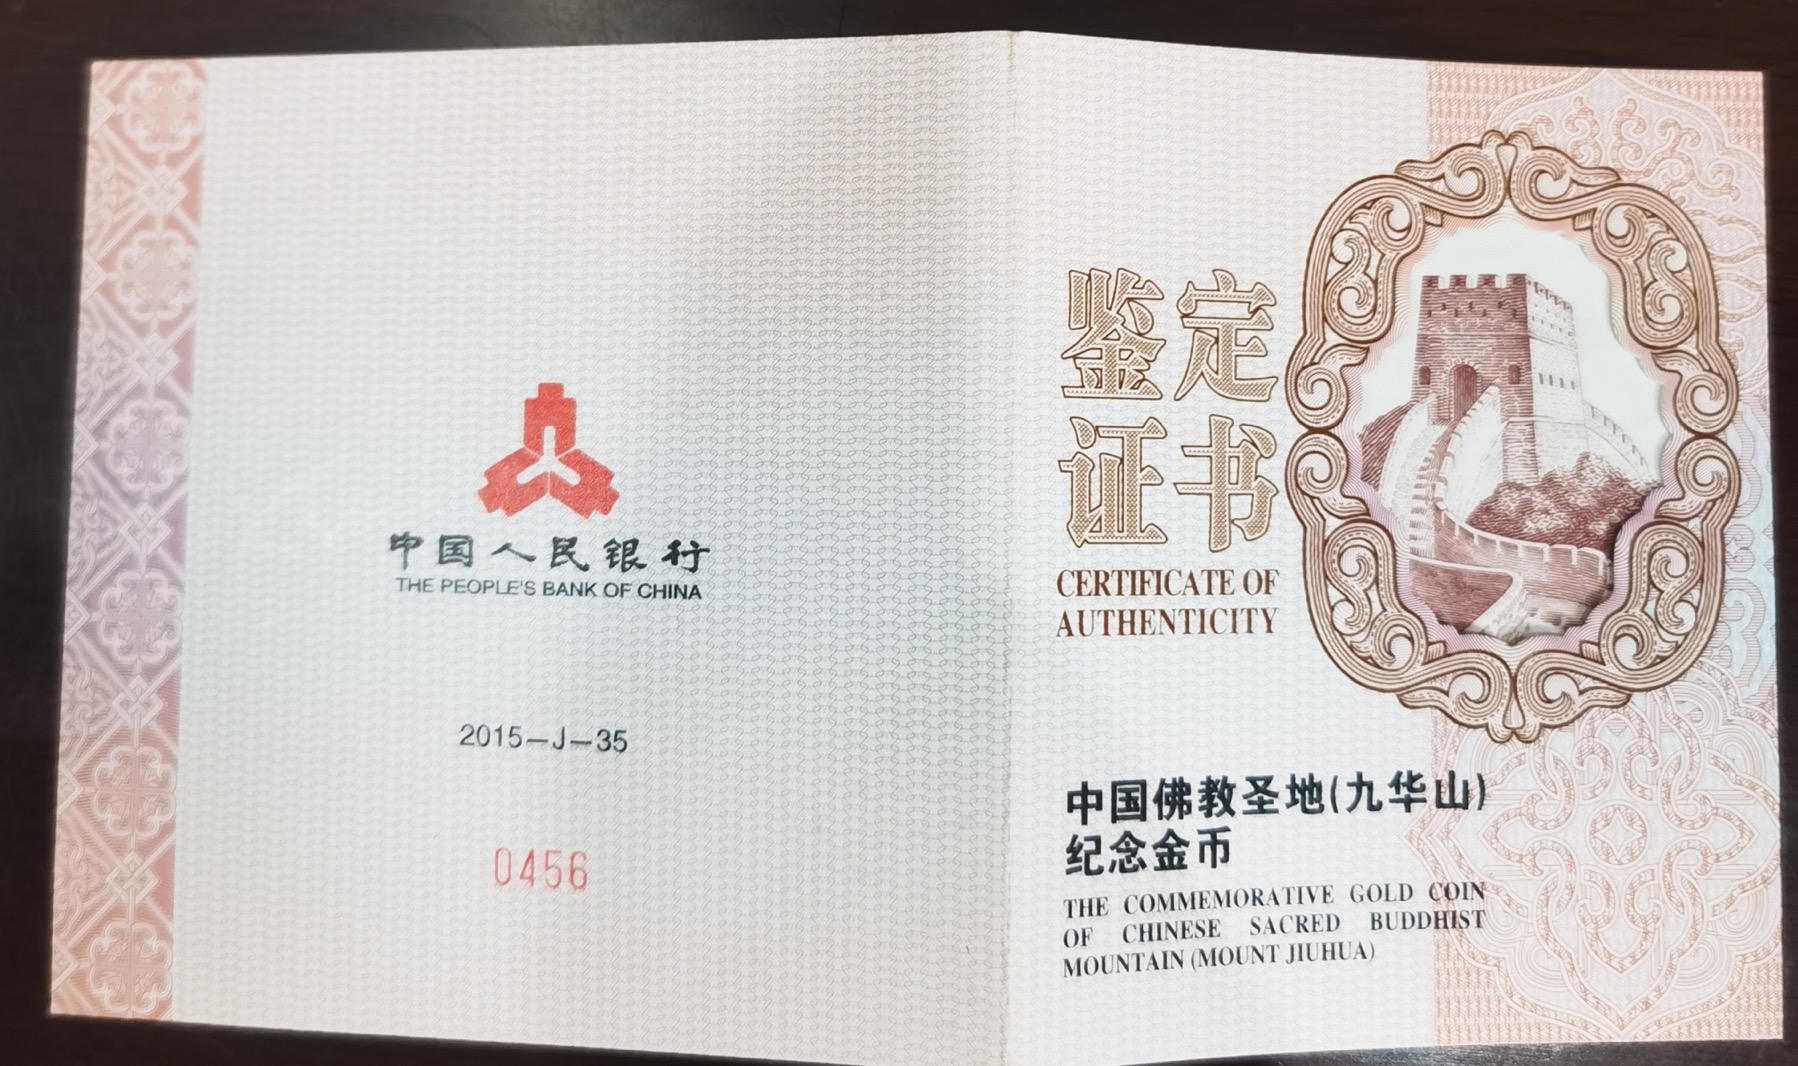 中国人民银行
THE PEOPLE'S BANK OF CHINA
2015-J-35
0456
鉴定
证书
CERTIFICATE OF
AUTHENTICITY
中国佛教圣地(九华山)
纪念金币
THE COMMEMORATIVE GOLD COIN
OF CHINESE SACRED BUDDHIST
MOUNTAIN (MOUNT JIUHUA)